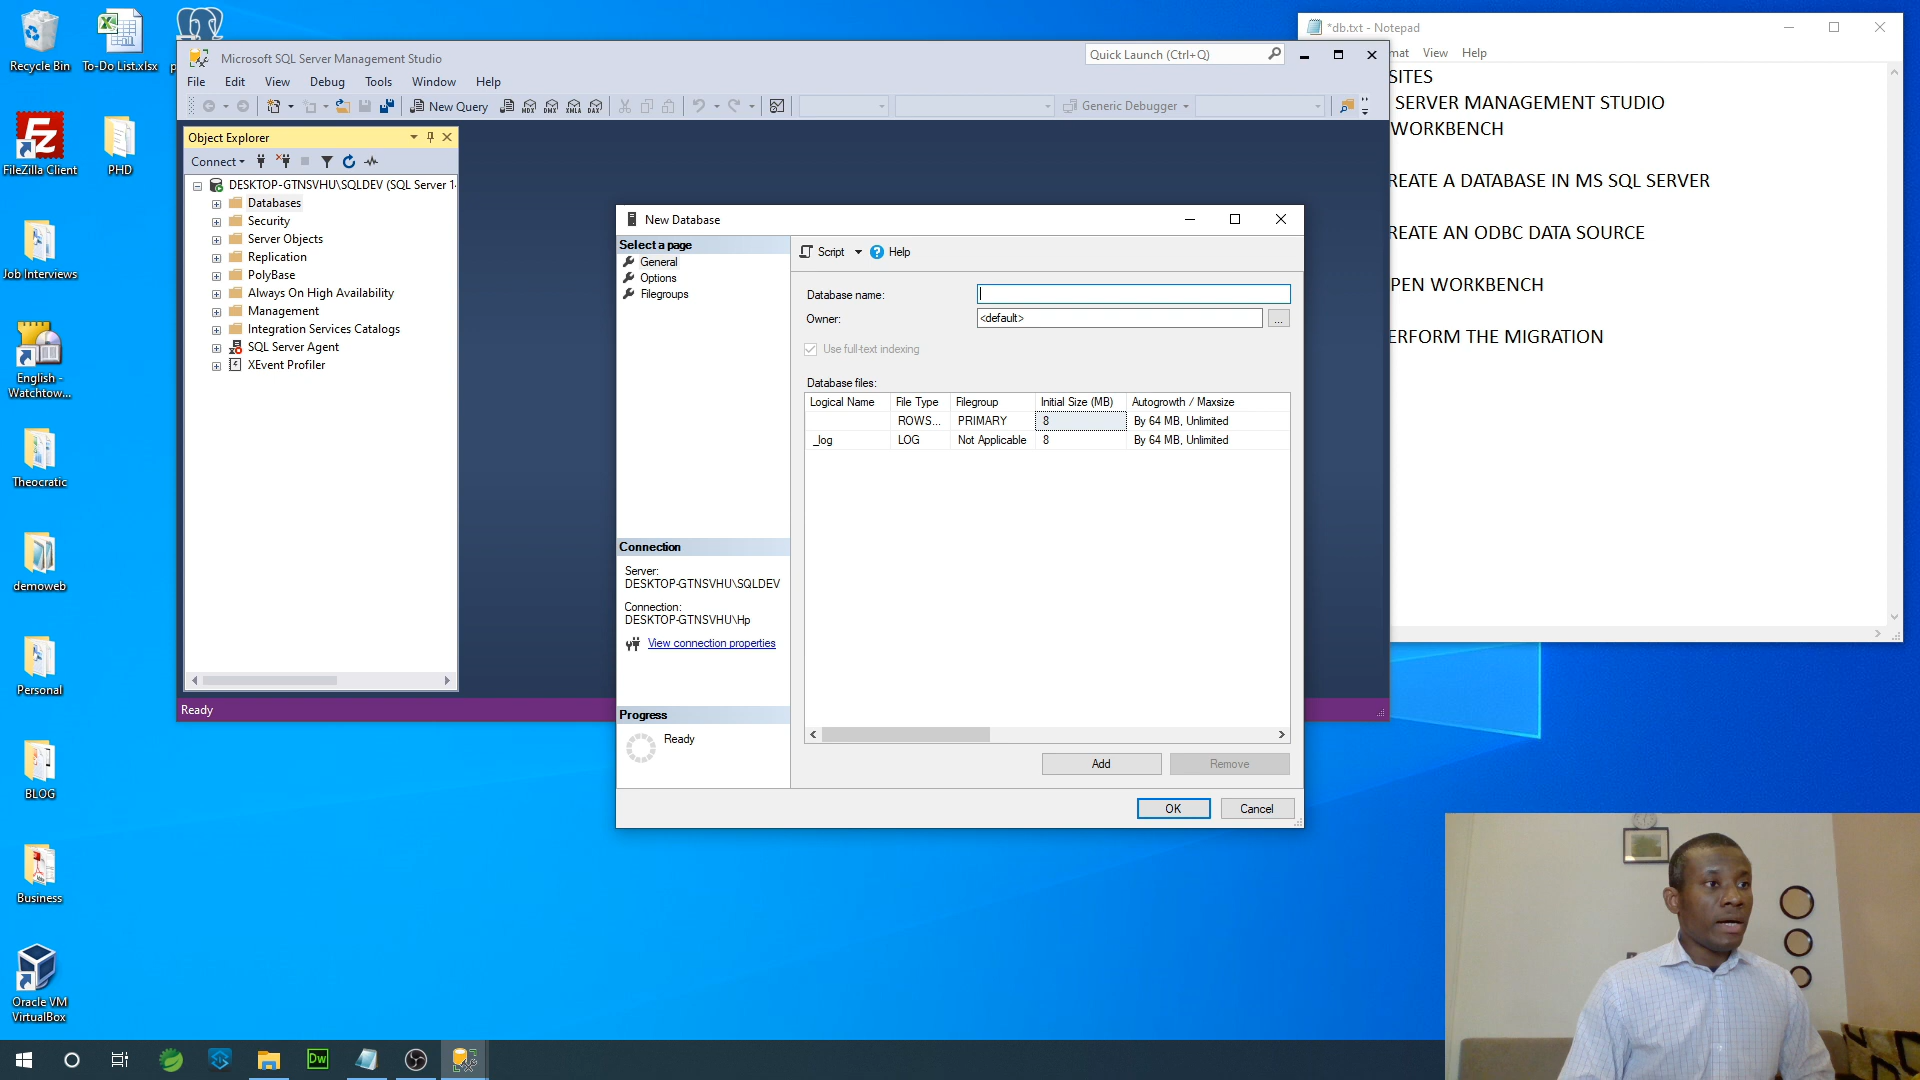 Recycle Bin
To-Do List.xlsx
FileZilla Client
PHD
Job Interviews
English -
Watchtow...
Theocratic
demoweb
Personal
BLOG
Business
Oracle VM
VirtualBox
Microsoft SQL Server Management Studio
Quick Launch (Ctrl+Q)
File Edit View Debug Tools Window Help
New Query
MDX
DMX
XMLA
DAX
Generic Debugger
Object Explorer
Connect
DESKTOP-GTNSVHU\SQLDEV (SQL Server 1
Databases
Security
Server Objects
Replication
PolyBase
Always On High Availability
Management
Integration Services Catalogs
SQL Server Agent
XEvent Profiler
Ready
New Database
Select a page
General
Options
Filegroups
Script Help
Database name:
Owner: <default> ...
Use full-text indexing
Database files:
Logical Name File Type Filegroup Initial Size (MB) Autogrowth / Maxsize
ROWS... PRIMARY 8 By 64 MB, Unlimited
_log LOG Not Applicable 8 By 64 MB, Unlimited
Connection
Server:
DESKTOP-GTNSVHU\SQLDEV
Connection:
DESKTOP-GTNSVHU\Hp
View connection properties
Progress
Ready
Add Remove
OK Cancel
*db.txt - Notepad
mat View Help
SITES
SERVER MANAGEMENT STUDIO
WORKBENCH
REATE A DATABASE IN MS SQL SERVER
REATE AN ODBC DATA SOURCE
PEN WORKBENCH
ERFORM THE MIGRATION
Dw